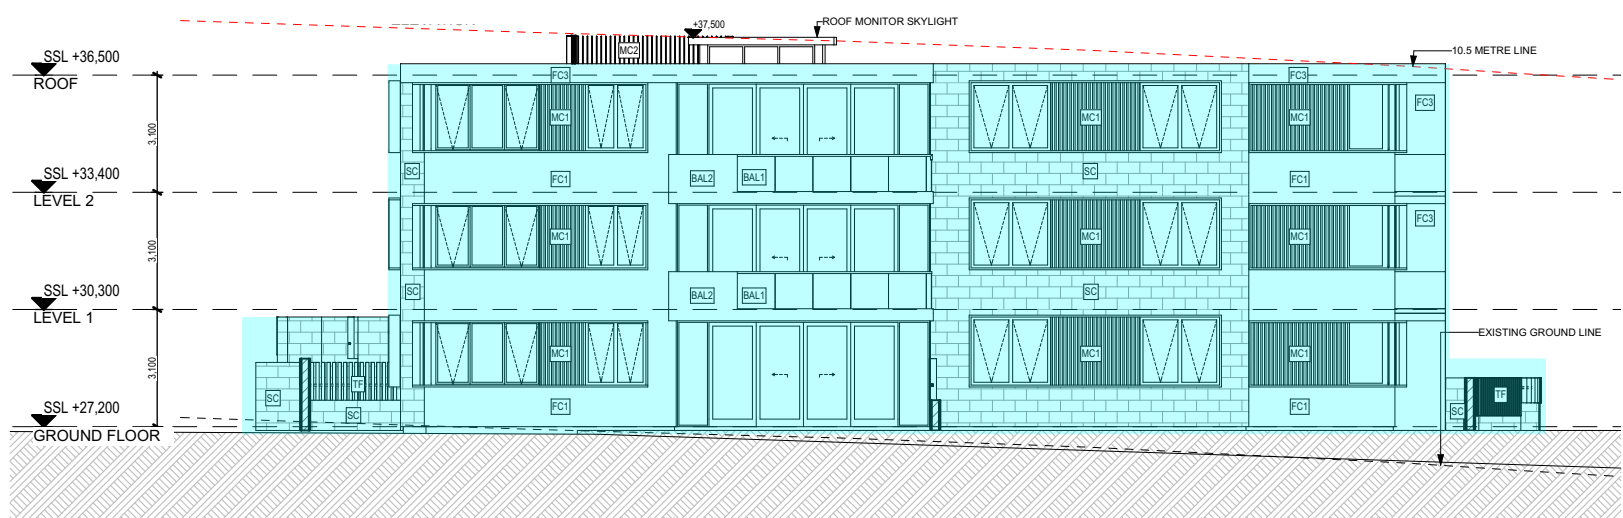 +37,500
ROOF MONITOR SKYLIGHT
SSL +36,500
ROOF
MC2
10.5 METRE LINE
FC3
FC3
FC3
MC1
MC1
MC1
3,100
SSL +33,400
LEVEL 2
SC
FC1
BAL2
BAL1
SC
FC1
FC3
MC1
MC1
MC1
3,100
SSL +30,300
LEVEL 1
SC
BAL2
BAL1
SC
EXISTING GROUND LINE
MC1
MC1
MC1
3,100
TF
TF
SC
SC
SC
FC1
FC1
SSL +27,200
GROUND FLOOR